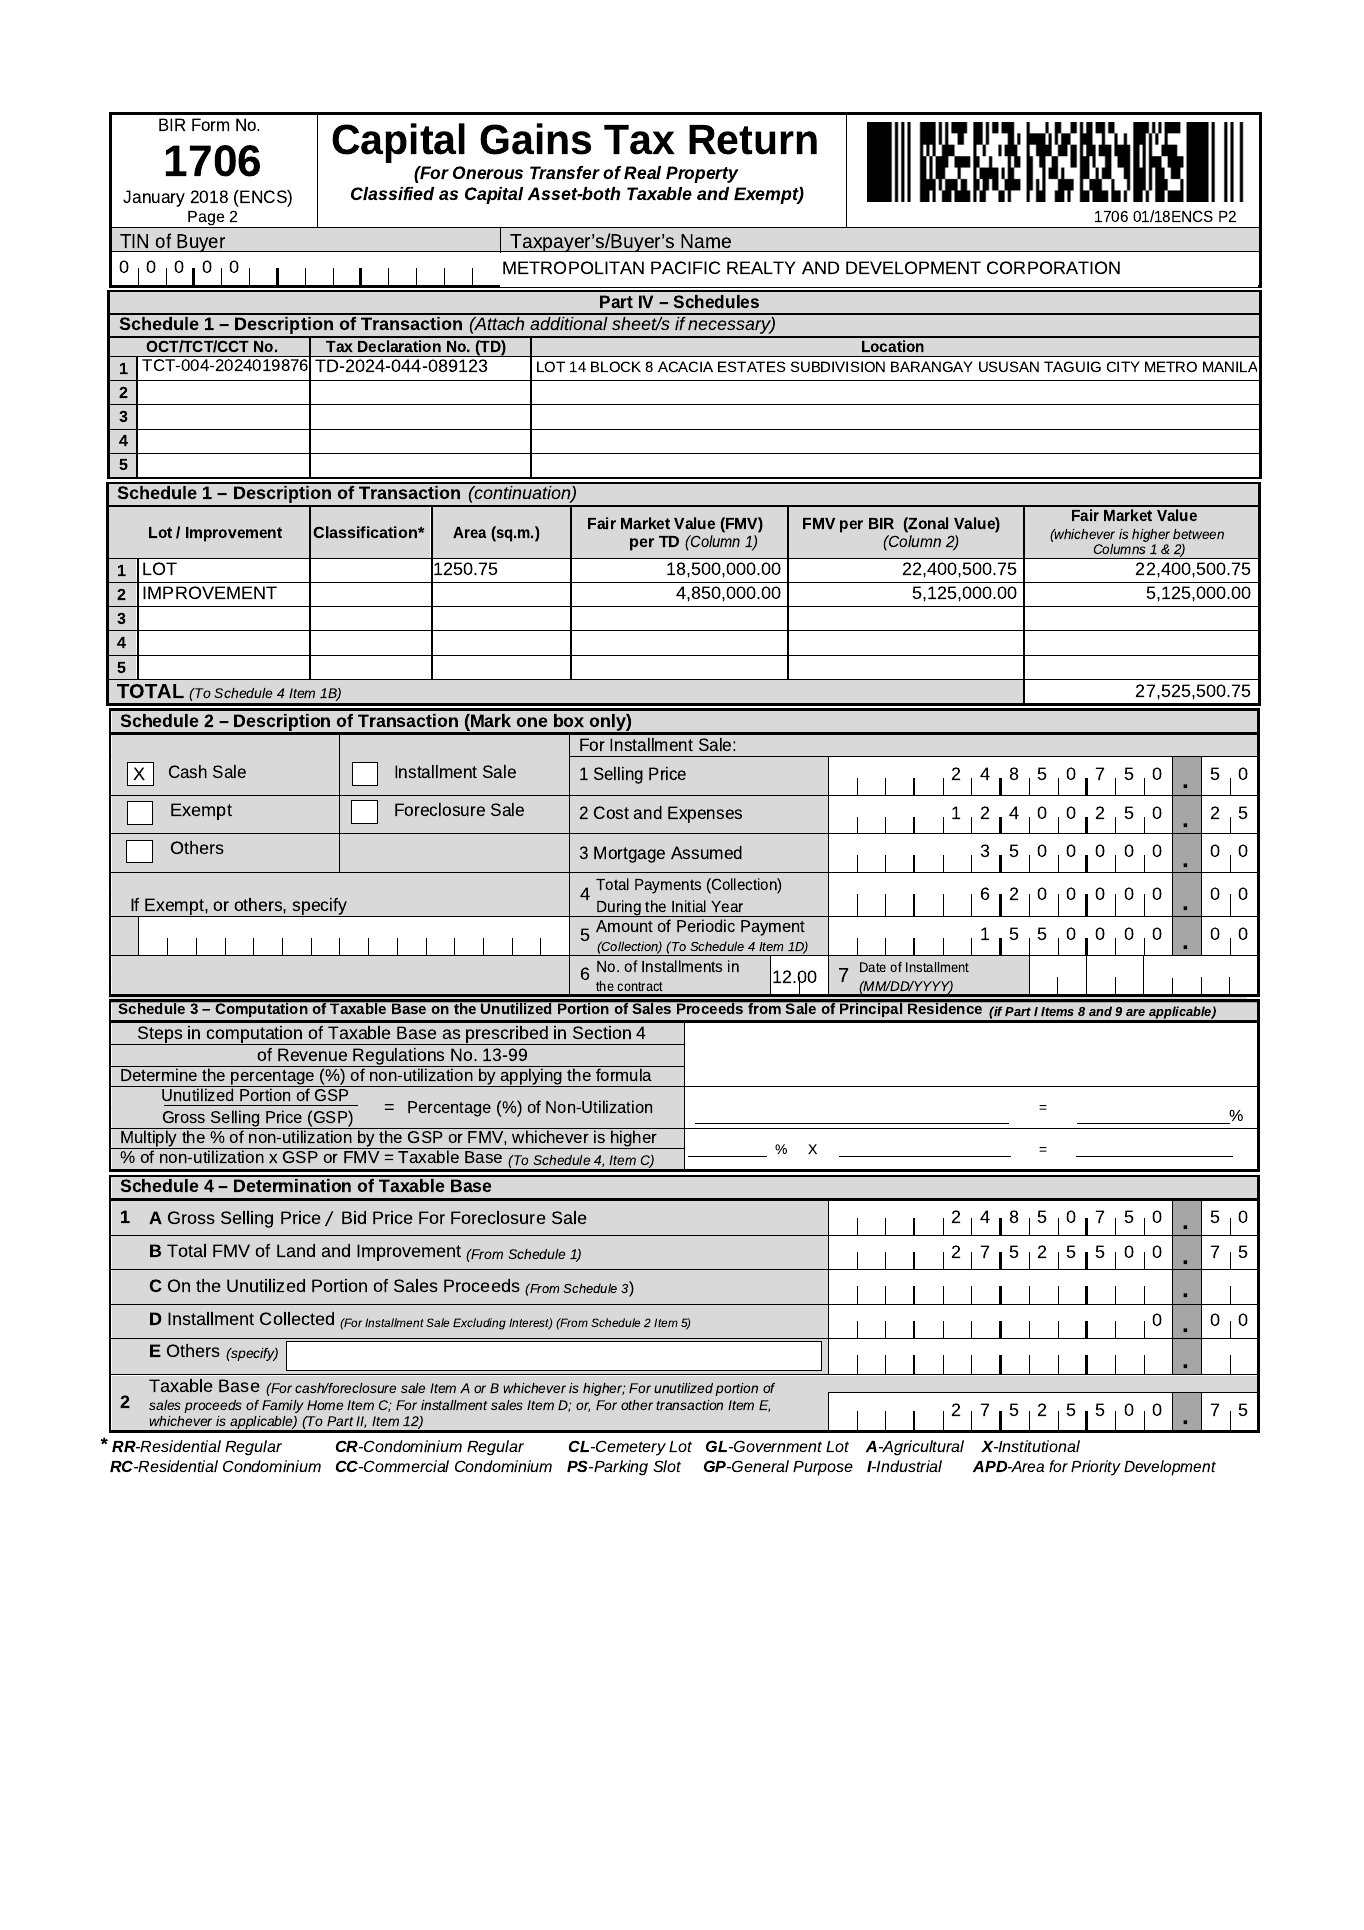 BIR Form No.
1706
January 2018 (ENCS)
Page 2
Capital Gains Tax Return
(For Onerous Transfer of Real Property
Classified as Capital Asset-both Taxable and Exempt)
1706 01/18ENCS P2
TIN of Buyer
Taxpayer's/Buyer's Name
0 0 0 0 0
METROPOLITAN PACIFIC REALTY AND DEVELOPMENT CORPORATION
Part IV – Schedules
Schedule 1 – Description of Transaction (Attach additional sheet/s if necessary)
OCT/TCT/CCT No. Tax Declaration No. (TD) Location
1 TCT-004-2024019876 TD-2024-044-089123 LOT 14 BLOCK 8 ACACIA ESTATES SUBDIVISION BARANGAY USUSAN TAGUIG CITY METRO MANILA
2
3
4
5
Schedule 1 – Description of Transaction (continuation)
Lot / Improvement
Classification*
Area (sq.m.)
Fair Market Value (FMV)
per TD (Column 1)
FMV per BIR (Zonal Value)
(Column 2)
Fair Market Value
(whichever is higher between
Columns 1 & 2)
1 LOT 1250.75 18,500,000.00 22,400,500.75 22,400,500.75
2 IMPROVEMENT 4,850,000.00 5,125,000.00 5,125,000.00
3
4
5
TOTAL (To Schedule 4 Item 1B) 27,525,500.75
Schedule 2 – Description of Transaction (Mark one box only)
For Installment Sale:
X Cash Sale Installment Sale 1 Selling Price 2 4 8 5 0 7 5 0 . 5 0
Exempt Foreclosure Sale 2 Cost and Expenses 1 2 4 0 0 2 5 0 . 2 5
Others 3 Mortgage Assumed 3 5 0 0 0 0 0 . 0 0
If Exempt, or others, specify
4 Total Payments (Collection)
During the Initial Year
6 2 0 0 0 0 0 . 0 0
5 Amount of Periodic Payment
(Collection) (To Schedule 4 Item 1D)
1 5 5 0 0 0 0 . 0 0
6 No. of Installments in
the contract
12.00
7 Date of Installment
(MM/DD/YYYY)
Schedule 3 – Computation of Taxable Base on the Unutilized Portion of Sales Proceeds from Sale of Principal Residence (if Part I Items 8 and 9 are applicable)
Steps in computation of Taxable Base as prescribed in Section 4
of Revenue Regulations No. 13-99
Determine the percentage (%) of non-utilization by applying the formula
Unutilized Portion of GSP
Gross Selling Price (GSP)
= Percentage (%) of Non-Utilization
= %
Multiply the % of non-utilization by the GSP or FMV, whichever is higher
% of non-utilization x GSP or FMV = Taxable Base (To Schedule 4, Item C)
% X =
Schedule 4 – Determination of Taxable Base
1 A Gross Selling Price / Bid Price For Foreclosure Sale 2 4 8 5 0 7 5 0 . 5 0
B Total FMV of Land and Improvement (From Schedule 1) 2 7 5 2 5 5 0 0 . 7 5
C On the Unutilized Portion of Sales Proceeds (From Schedule 3) .
D Installment Collected (For Installment Sale Excluding Interest) (From Schedule 2 Item 5) 0 . 0 0
E Others (specify) .
2 Taxable Base (For cash/foreclosure sale Item A or B whichever is higher; For unutilized portion of
sales proceeds of Family Home Item C; For installment sales Item D; or, For other transaction Item E,
whichever is applicable) (To Part II, Item 12)
2 7 5 2 5 5 0 0 . 7 5
* RR-Residential Regular CR-Condominium Regular CL-Cemetery Lot GL-Government Lot A-Agricultural X-Institutional
RC-Residential Condominium CC-Commercial Condominium PS-Parking Slot GP-General Purpose I-Industrial APD-Area for Priority Development